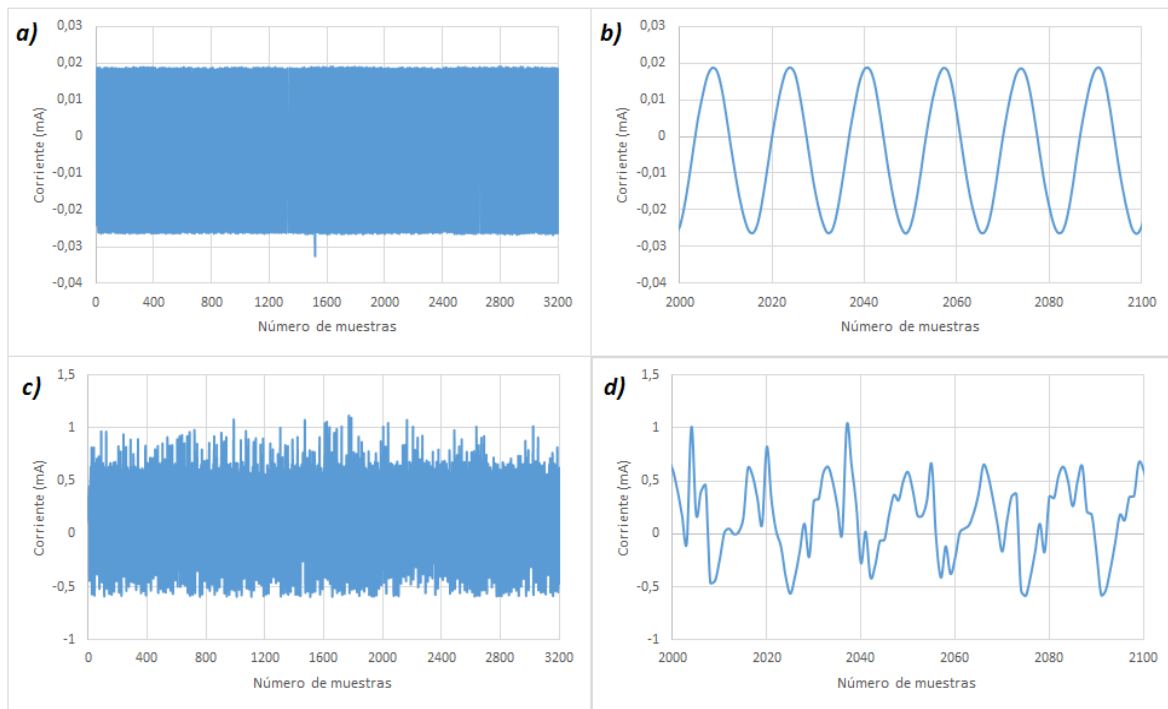 a)
Corriente (mA)
0,03
0,02
0,01
0
-0,01
-0,02
-0,03
-0,04
0 400 800 1200 1600 2000 2400 2800 3200
Número de muestras
b)
Corriente (mA)
0,03
0,02
0,01
0
-0,01
-0,02
-0,03
-0,04
2000 2020 2040 2060 2080 2100
Número de muestras
c)
Corriente (mA)
1,5
1
0,5
0
-0,5
-1
0 400 800 1200 1600 2000 2400 2800 3200
Número de muestras
d)
Corriente (mA)
1,5
1
0,5
0
-0,5
-1
2000 2020 2040 2060 2080 2100
Número de muestras